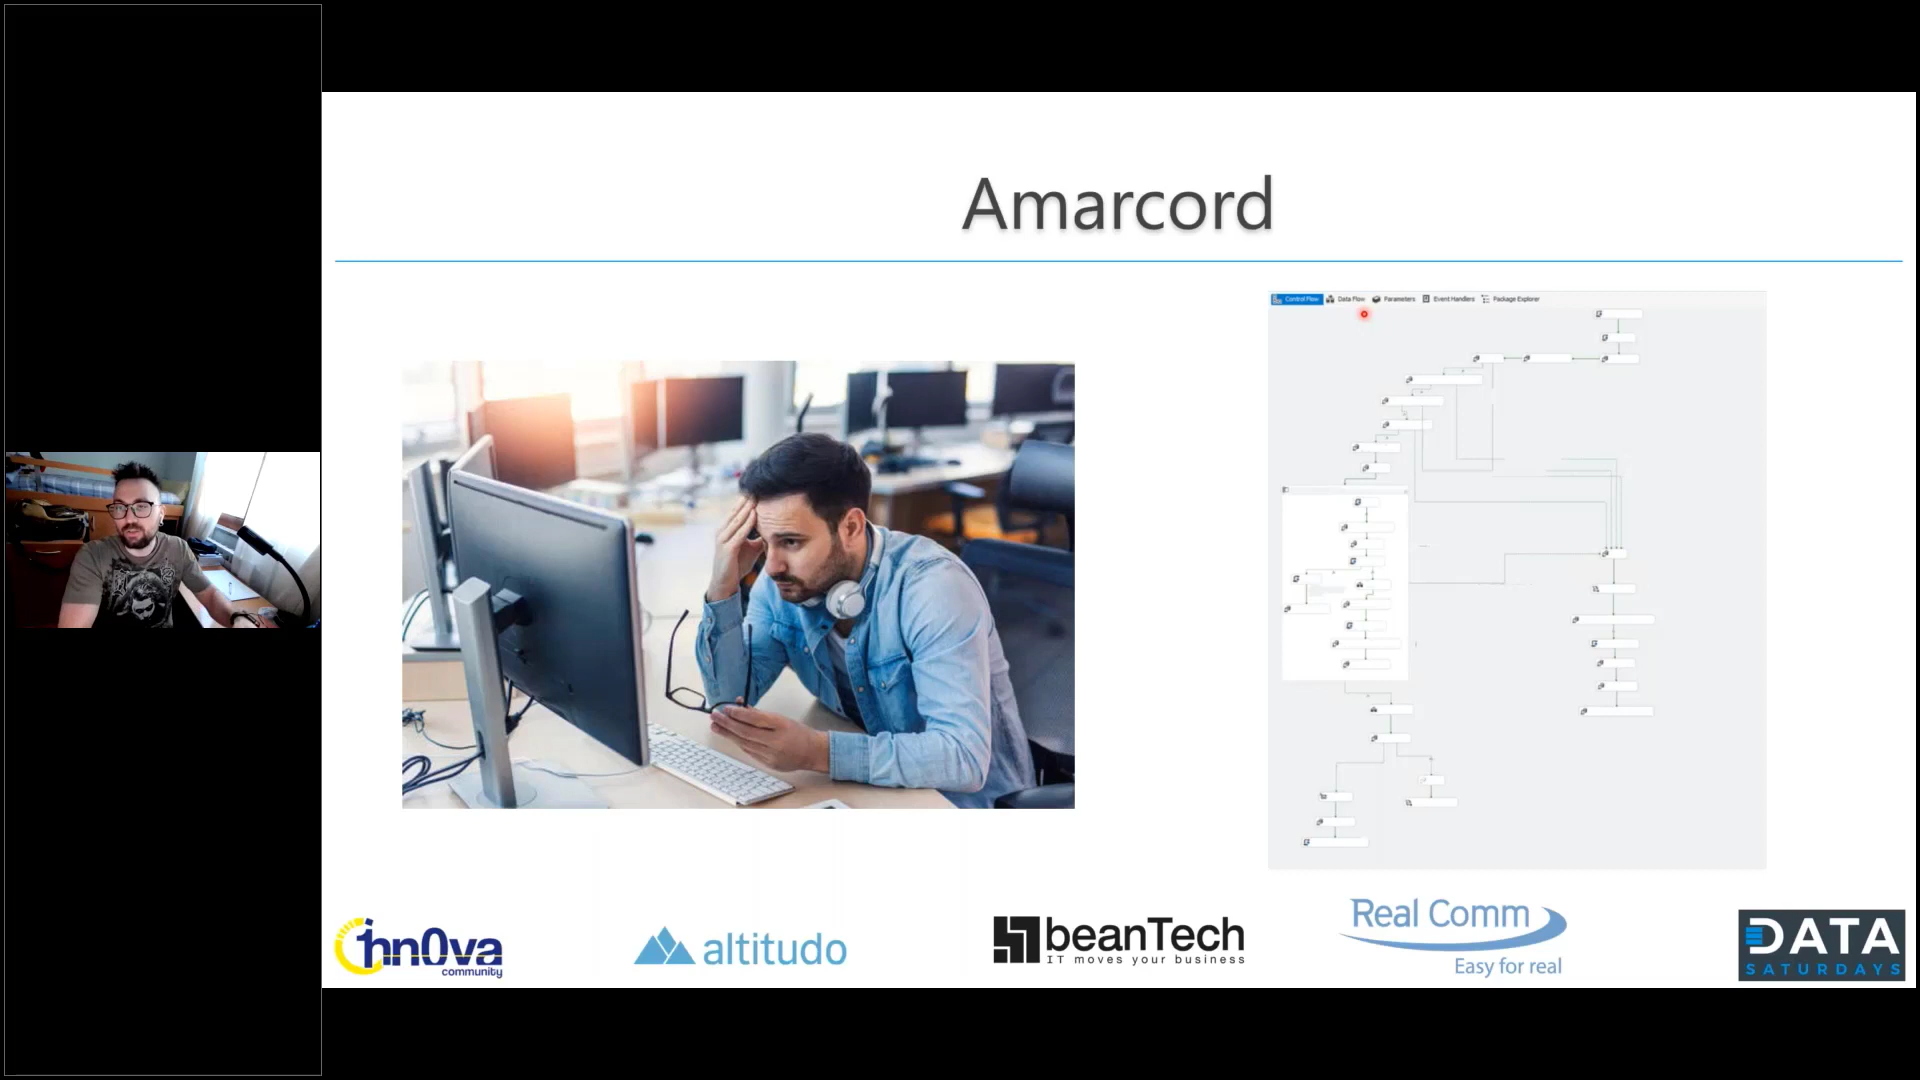 Amarcord
Control Flow Data Flow Parameters Event Handlers Package Explorer
1nn0va
community
altitudo
beanTech
IT moves your business
Real Comm
Easy for real
DATA
SATURDAYS